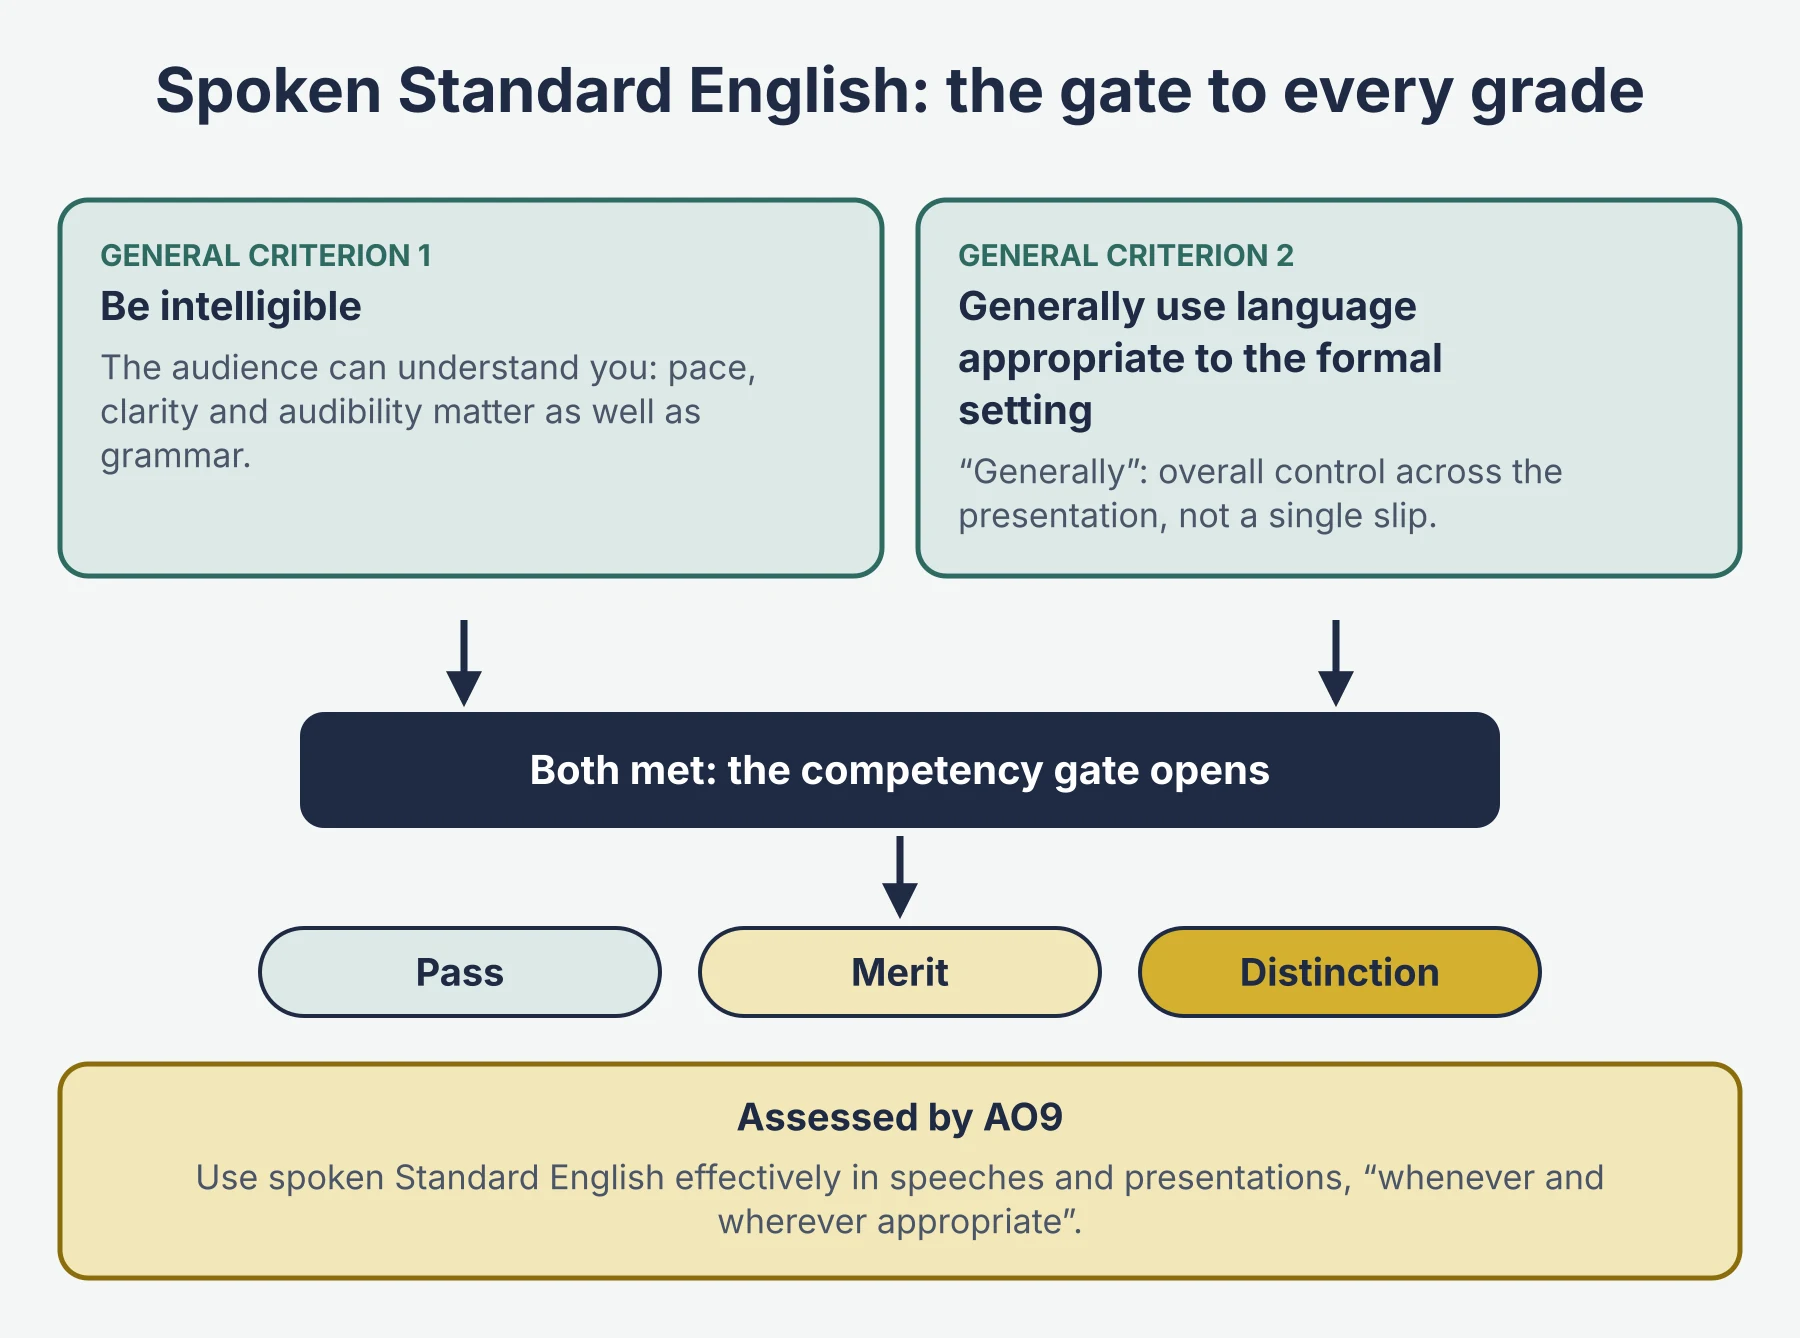 Spoken Standard English: the gate to every grade
GENERAL CRITERION 1
Be intelligible
The audience can understand you: pace,
clarity and audibility matter as well as
grammar.
GENERAL CRITERION 2
Generally use language
appropriate to the formal
setting
“Generally”: overall control across the
presentation, not a single slip.
Both met: the competency gate opens
Pass
Merit
Distinction
Assessed by AO9
Use spoken Standard English effectively in speeches and presentations, “whenever and
wherever appropriate”.